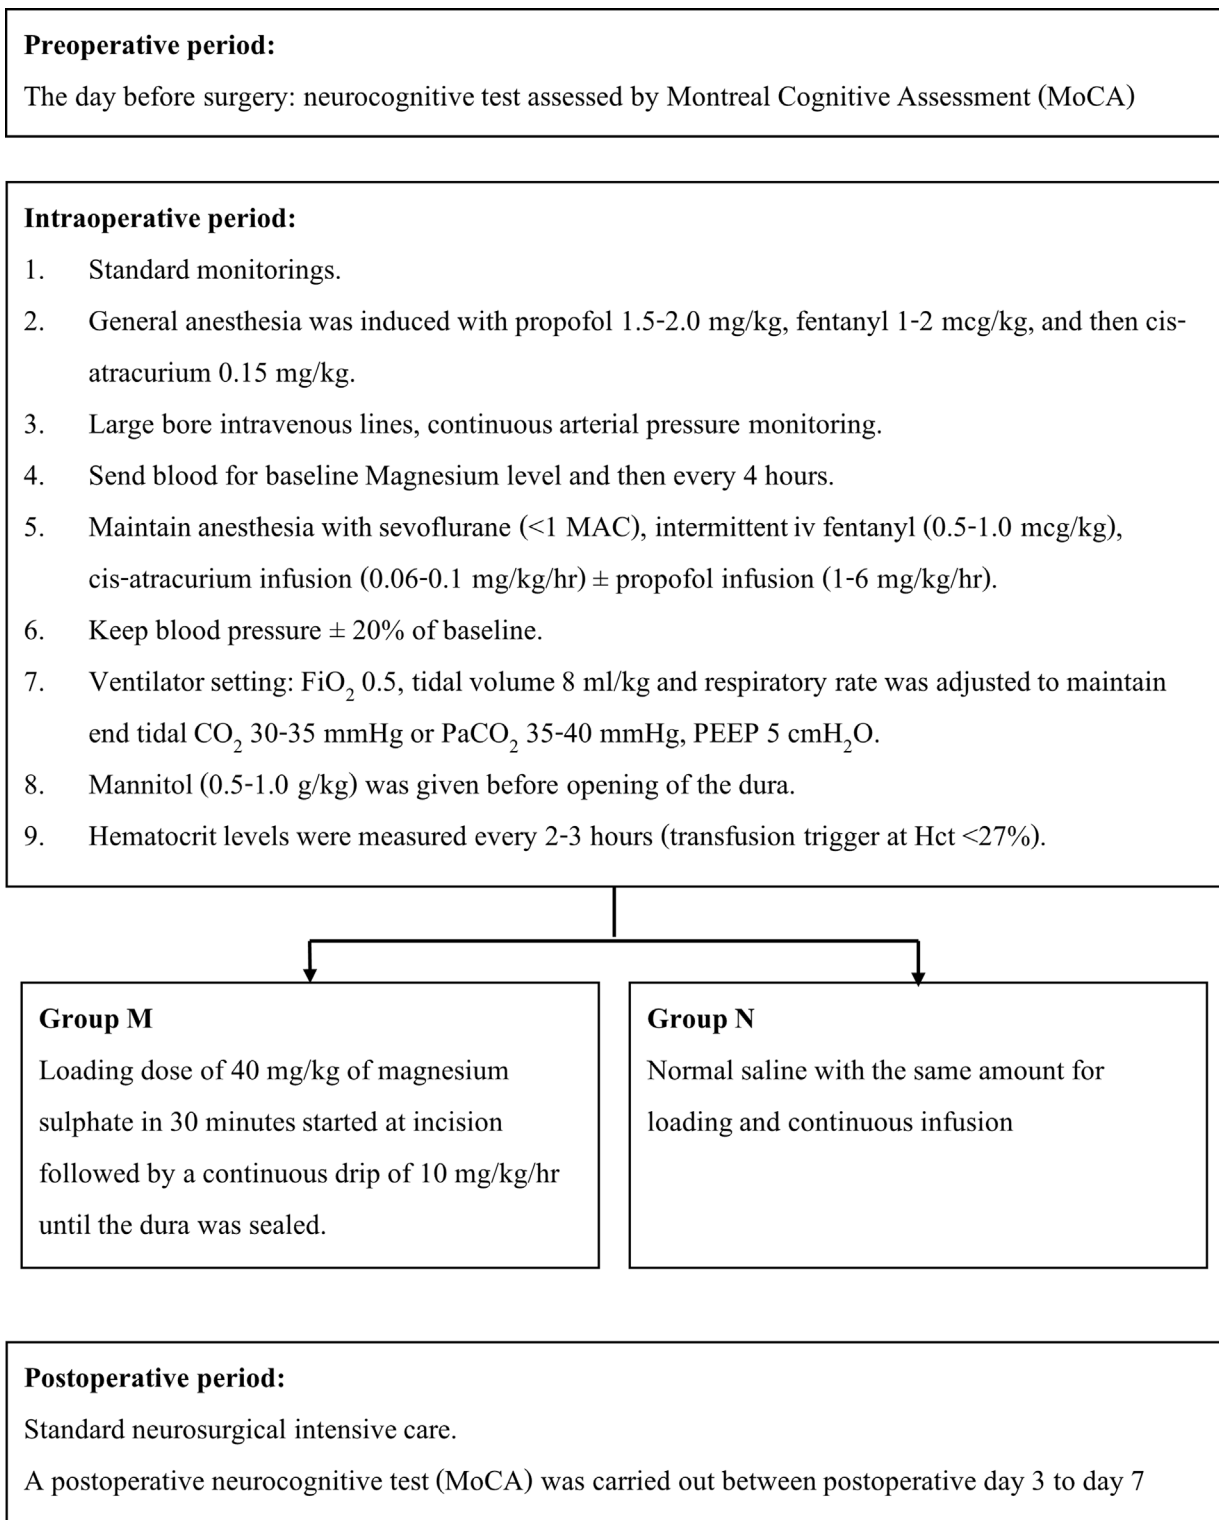 Preoperative period:
The day before surgery: neurocognitive test assessed by Montreal Cognitive Assessment (MoCA)
Intraoperative period:
1. Standard monitorings.
2. General anesthesia was induced with propofol 1.5-2.0 mg/kg, fentanyl 1-2 mcg/kg, and then cis-
atracurium 0.15 mg/kg.
3. Large bore intravenous lines, continuous arterial pressure monitoring.
4. Send blood for baseline Magnesium level and then every 4 hours.
5. Maintain anesthesia with sevoflurane (<1 MAC), intermittent iv fentanyl (0.5-1.0 mcg/kg),
cis-atracurium infusion (0.06-0.1 mg/kg/hr) ± propofol infusion (1-6 mg/kg/hr).
6. Keep blood pressure ± 20% of baseline.
7. Ventilator setting: FiO₂ 0.5, tidal volume 8 ml/kg and respiratory rate was adjusted to maintain
end tidal CO₂ 30-35 mmHg or PaCO₂ 35-40 mmHg, PEEP 5 cmH₂O.
8. Mannitol (0.5-1.0 g/kg) was given before opening of the dura.
9. Hematocrit levels were measured every 2-3 hours (transfusion trigger at Hct <27%).
Group M
Loading dose of 40 mg/kg of magnesium
sulphate in 30 minutes started at incision
followed by a continuous drip of 10 mg/kg/hr
until the dura was sealed.
Group N
Normal saline with the same amount for
loading and continuous infusion
Postoperative period:
Standard neurosurgical intensive care.
A postoperative neurocognitive test (MoCA) was carried out between postoperative day 3 to day 7